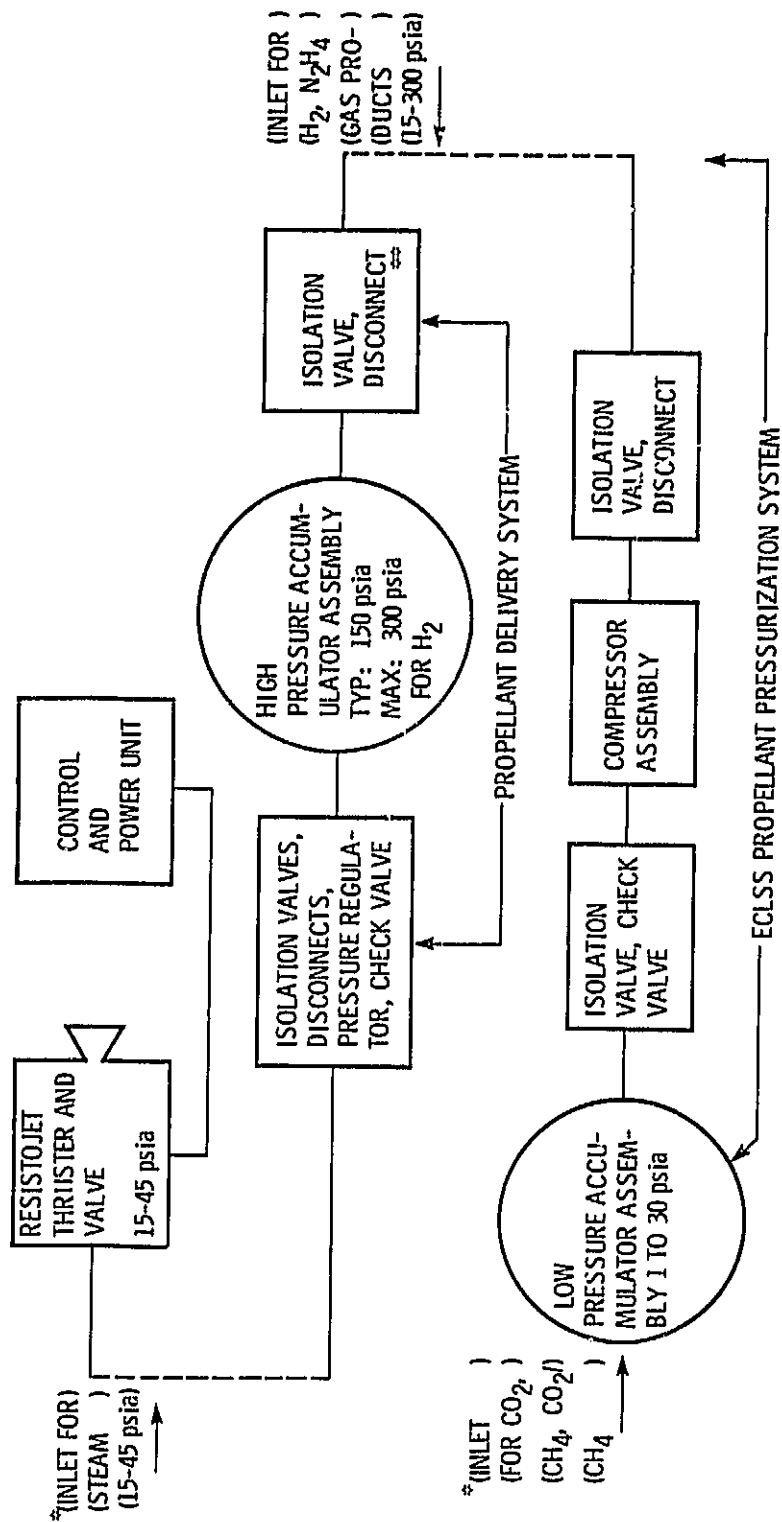 #(INLET FOR)
(STEAM )
(15-45 psia)
RESISTOJET
THRUSTER AND
VALVE
15-45 psia
CONTROL
AND
POWER UNIT
ISOLATION VALVES,
DISCONNECTS,
PRESSURE REGULA-
TOR, CHECK VALVE
HIGH
PRESSURE ACCUM-
ULATOR ASSEMBLY
TYP: 150 psia
MAX: 300 psia
FOR H2
ISOLATION
VALVE,
DISCONNECT
#
(INLET FOR )
(H2, N2H4 )
(GAS PRO- )
(DUCTS )
(15-300 psia)
PROPELLANT DELIVERY SYSTEM
#(INLET )
(FOR CO2, )
(CH4, CO2/)
(CH4 )
LOW
PRESSURE ACCU-
MULATOR ASSEM-
BLY 1 TO 30 psia
ISOLATION
VALVE, CHECK
VALVE
COMPRESSOR
ASSEMBLY
ISOLATION
VALVE,
DISCONNECT
ECLSS PROPELLANT PRESSURIZATION SYSTEM